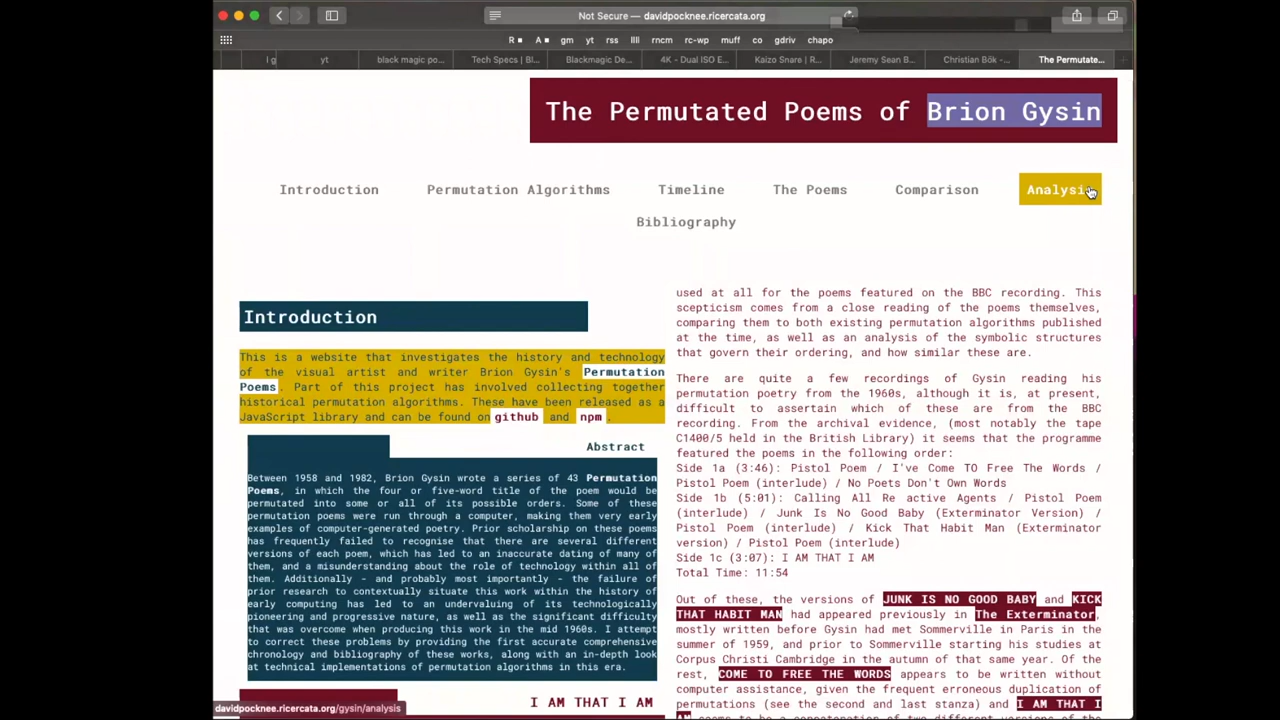 Not Secure — davidpocknee.ricercata.org
R ■ A ■ gm yt rss llll rncm rc-wp muff co gdriv chapo
yt
black magic po...
Tech Specs | Bl...
Blackmagic De...
4K - Dual ISO E...
Kaizo Snare | R...
Jeremy Sean B...
Christian Bök -...
The Permutate...
The Permutated Poems of Brion Gysin
Introduction
Permutation Algorithms
Timeline
The Poems
Comparison
Analysis
Bibliography
Introduction
This is a website that investigates the history and technology
of the visual artist and writer Brion Gysin's Permutation
Poems. Part of this project has involved collecting together
historical permutation algorithms. These have been released as a
JavaScript library and can be found on github and npm.
Abstract
Between 1958 and 1982, Brion Gysin wrote a series of 43 Permutation
Poems, in which the four or five-word title of the poem would be
permutated into some or all of its possible orders. Some of these
permutation poems were run through a computer, making them very early
examples of computer-generated poetry. Prior scholarship on these poems
has frequently failed to recognise that there are several different
versions of each poem, which has led to an inaccurate dating of many of
them, and a misunderstanding about the role of technology within all of
them. Additionally - and probably most importantly - the failure of
prior research to contextually situate this work within the history of
early computing has led to an undervaluing of its technologically
pioneering and progressive nature, as well as the significant difficulty
that was overcome when producing this work in the mid 1960s. I attempt
to correct these problems by providing the first accurate comprehensive
chronology and bibliography of these works, along with an in-depth look
at technical implementations of permutation algorithms in this era.
I AM THAT I AM
used at all for the poems featured on the BBC recording. This
scepticism comes from a close reading of the poems themselves,
comparing them to both existing permutation algorithms published
at the time, as well as an analysis of the symbolic structures
that govern their ordering, and how similar these are.
There are quite a few recordings of Gysin reading his
permutation poetry from the 1960s, although it is, at present,
difficult to assertain which of these are from the BBC
recording. From the archival evidence, (most notably the tape
C1400/5 held in the British Library) it seems that the programme
featured the poems in the following order:
Side 1a (3:46): Pistol Poem / I've Come TO Free The Words /
Pistol Poem (interlude) / No Poets Don't Own Words
Side 1b (5:01): Calling All Re active Agents / Pistol Poem
(interlude) / Junk Is No Good Baby (Exterminator Version) /
Pistol Poem (interlude) / Kick That Habit Man (Exterminator
version) / Pistol Poem (interlude)
Side 1c (3:07): I AM THAT I AM
Total Time: 11:54
Out of these, the versions of JUNK IS NO GOOD BABY and KICK
THAT HABIT MAN had appeared previously in The Exterminator,
mostly written before Gysin had met Sommerville in Paris in the
summer of 1959, and prior to Sommerville starting his studies at
Corpus Christi Cambridge in the autumn of that same year. Of the
rest, COME TO FREE THE WORDS appears to be written without
computer assistance, given the frequent erroneous duplication of
permutations (see the second and last stanza) and I AM THAT I
davidpocknee.ricercata.org/gysin/analysis